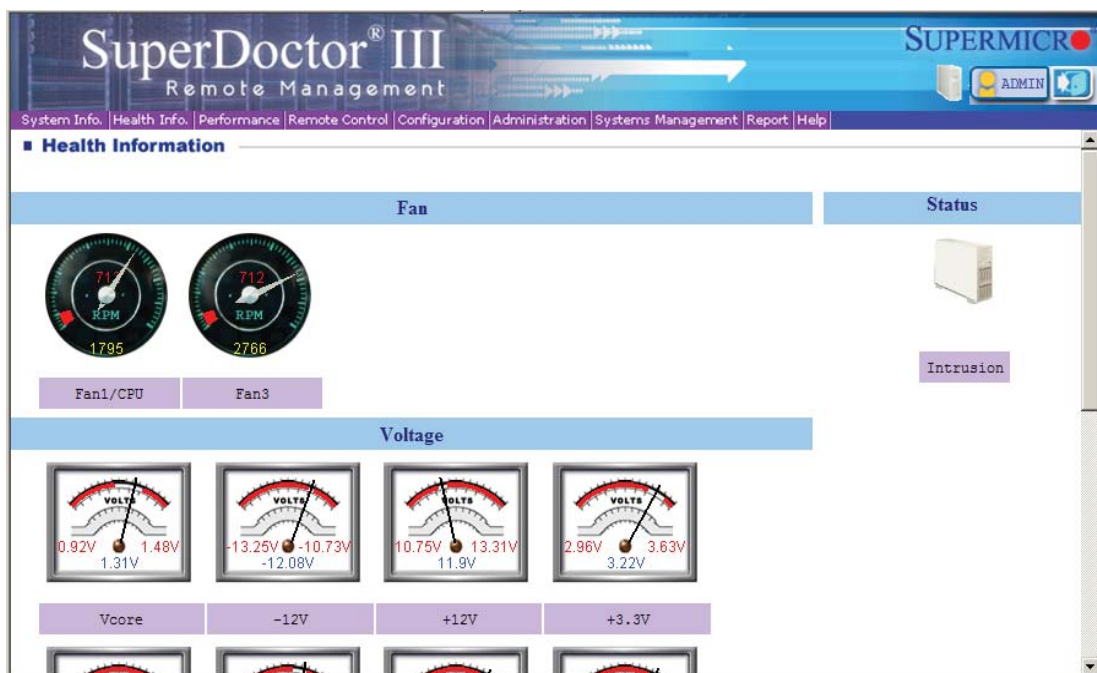 SuperDoctor® III
Remote Management
SUPERMICR
ADMIN
System Info. Health Info. Performance Remote Control Configuration Administration Systems Management Report Help
Health Information
Fan
Status
712
RPM
1795
712
RPM
2766
Fan1/CPU
Fan3
Intrusion
Voltage
VOLTS
0.92V 1.48V
1.31V
VOLTS
-13.25V -10.73V
-12.08V
VOLTS
10.75V 13.31V
11.9V
VOLTS
2.96V 3.63V
3.22V
Vcore
-12V
+12V
+3.3V